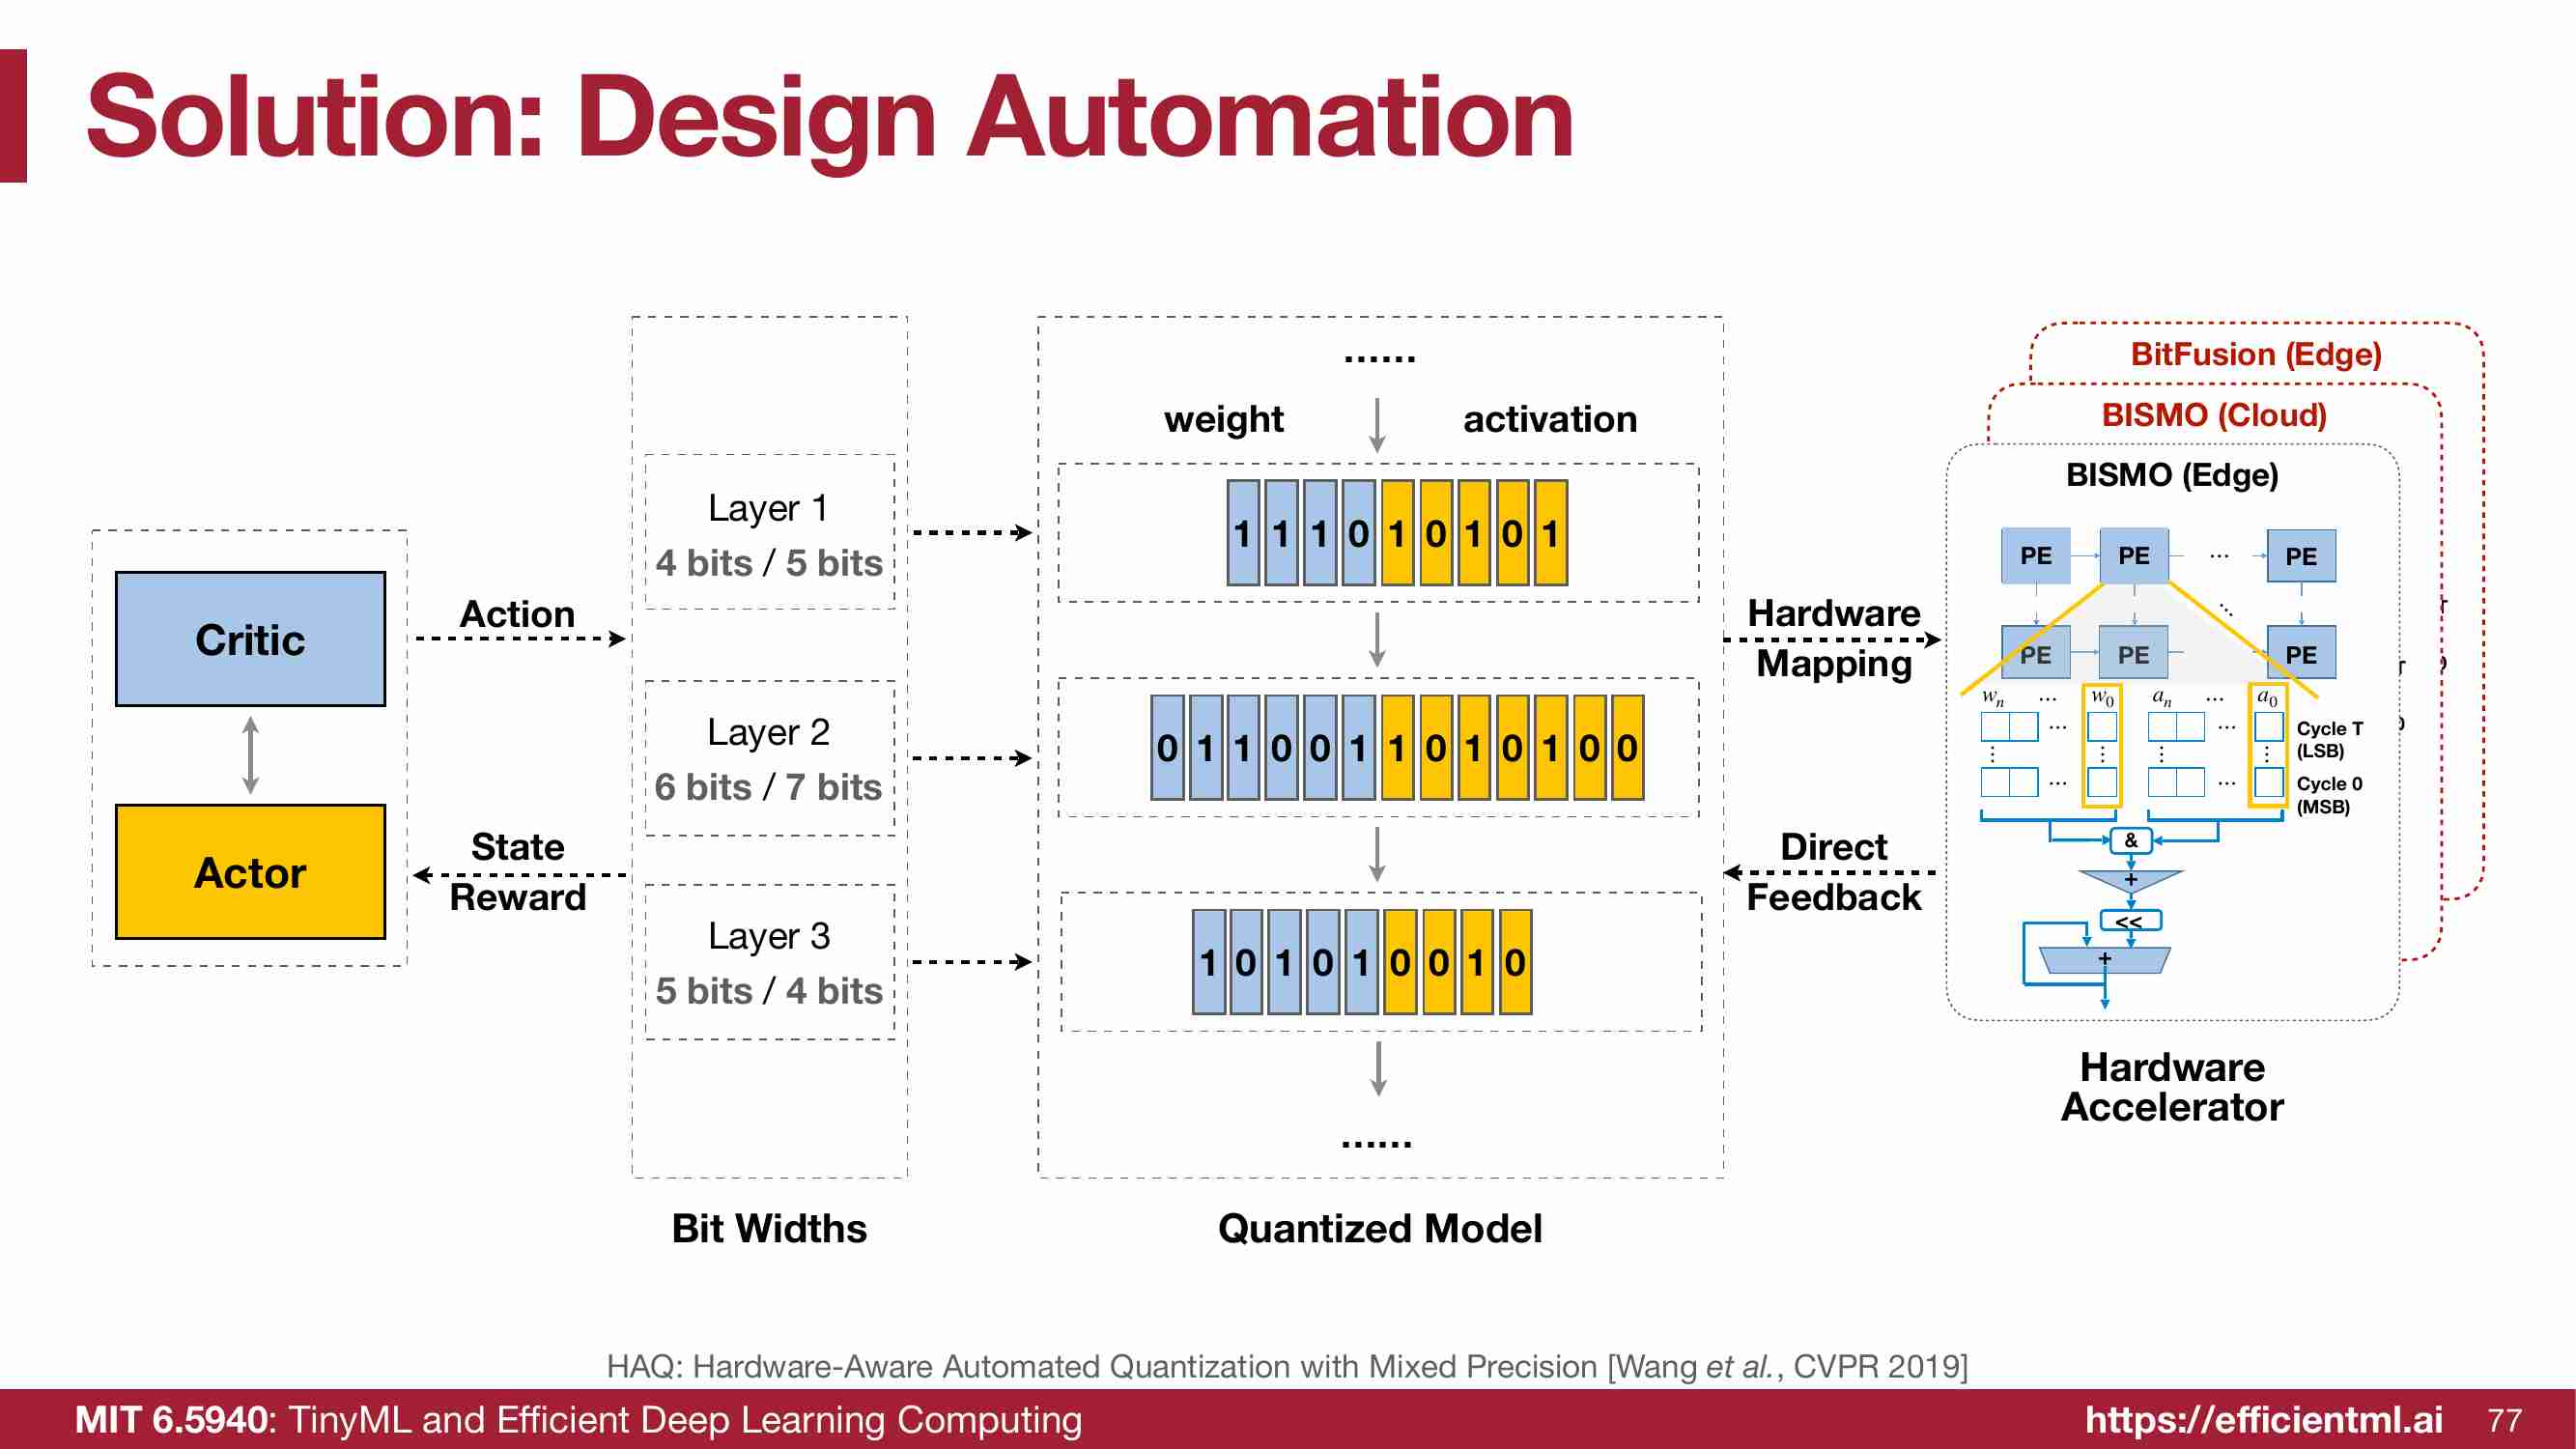 Solution: Design Automation
Critic
Actor
Action
State
Reward
Layer 1
4 bits / 5 bits
Layer 2
6 bits / 7 bits
Layer 3
5 bits / 4 bits
Bit Widths
......
weight activation
1 1 1 0 1 0 1 0 1
0 1 1 0 0 1 1 0 1 0 1 0 0
1 0 1 0 1 0 0 1 0
......
Quantized Model
Hardware
Mapping
Direct
Feedback
BitFusion (Edge)
BISMO (Cloud)
BISMO (Edge)
PE PE ... PE
PE PE PE
wn ... w0 an ... a0
Cycle T
(LSB)
Cycle 0
(MSB)
&
+
<<
+
Hardware
Accelerator
HAQ: Hardware-Aware Automated Quantization with Mixed Precision [Wang et al., CVPR 2019]
MIT 6.5940: TinyML and Efficient Deep Learning Computing
https://efficientml.ai 77